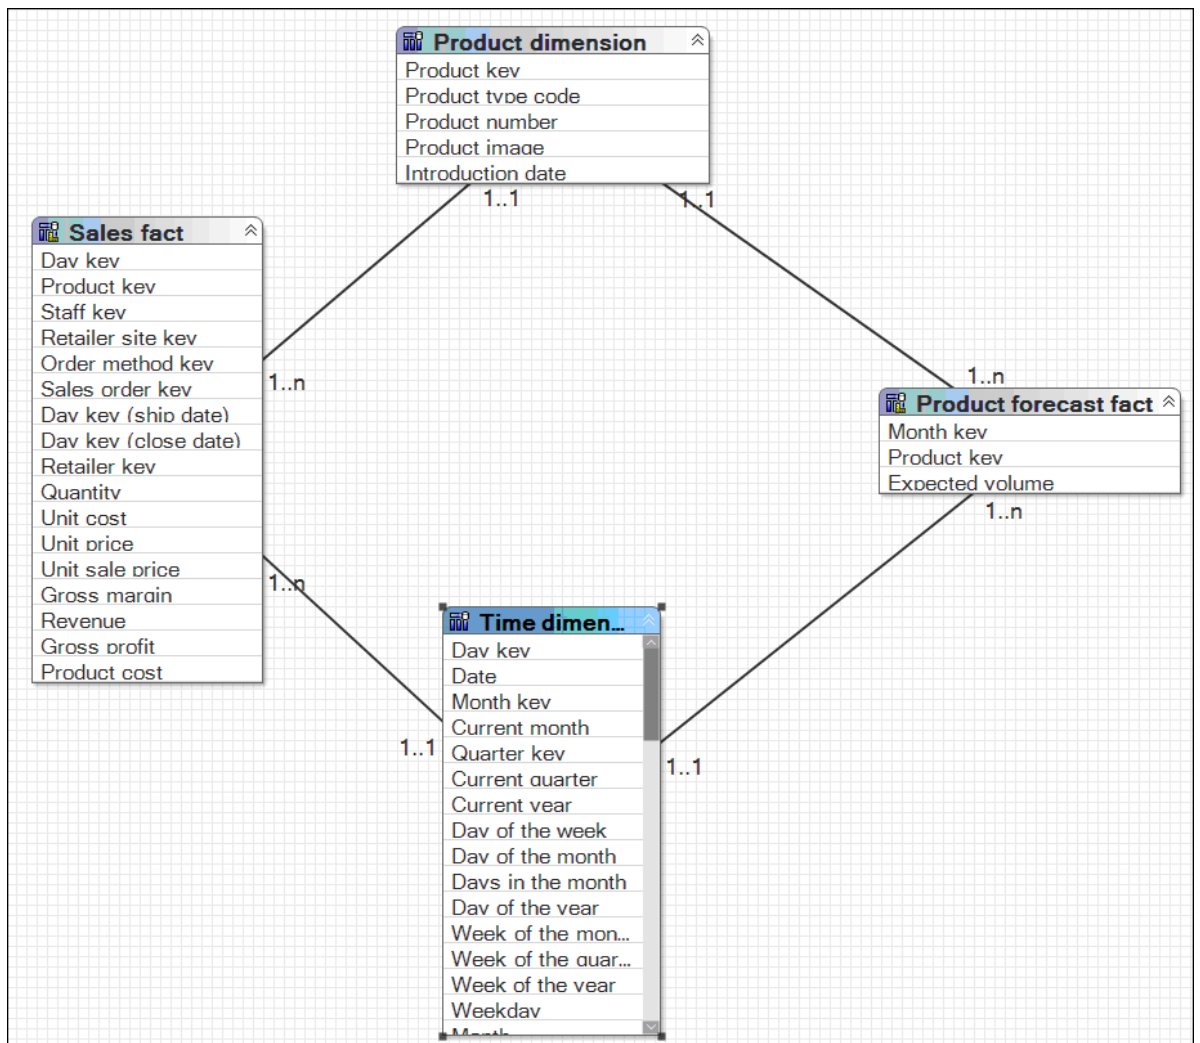 Product dimension
Product key
Product type code
Product number
Product image
Introduction date
1..1
1..1
Sales fact
Day key
Product key
Staff key
Retailer site key
Order method key
Sales order key
Day key (ship date)
Day key (close date)
Retailer key
Quantity
Unit cost
Unit price
Unit sale price
Gross margin
Revenue
Gross profit
Product cost
1..n
1..n
1..n
Product forecast fact
Month key
Product key
Expected volume
1..n
Time dimen...
Day key
Date
Month key
Current month
Quarter key
Current quarter
Current year
Day of the week
Day of the month
Days in the month
Day of the year
Week of the mon...
Week of the quar...
Week of the year
Weekday
Month
1..1
1..1